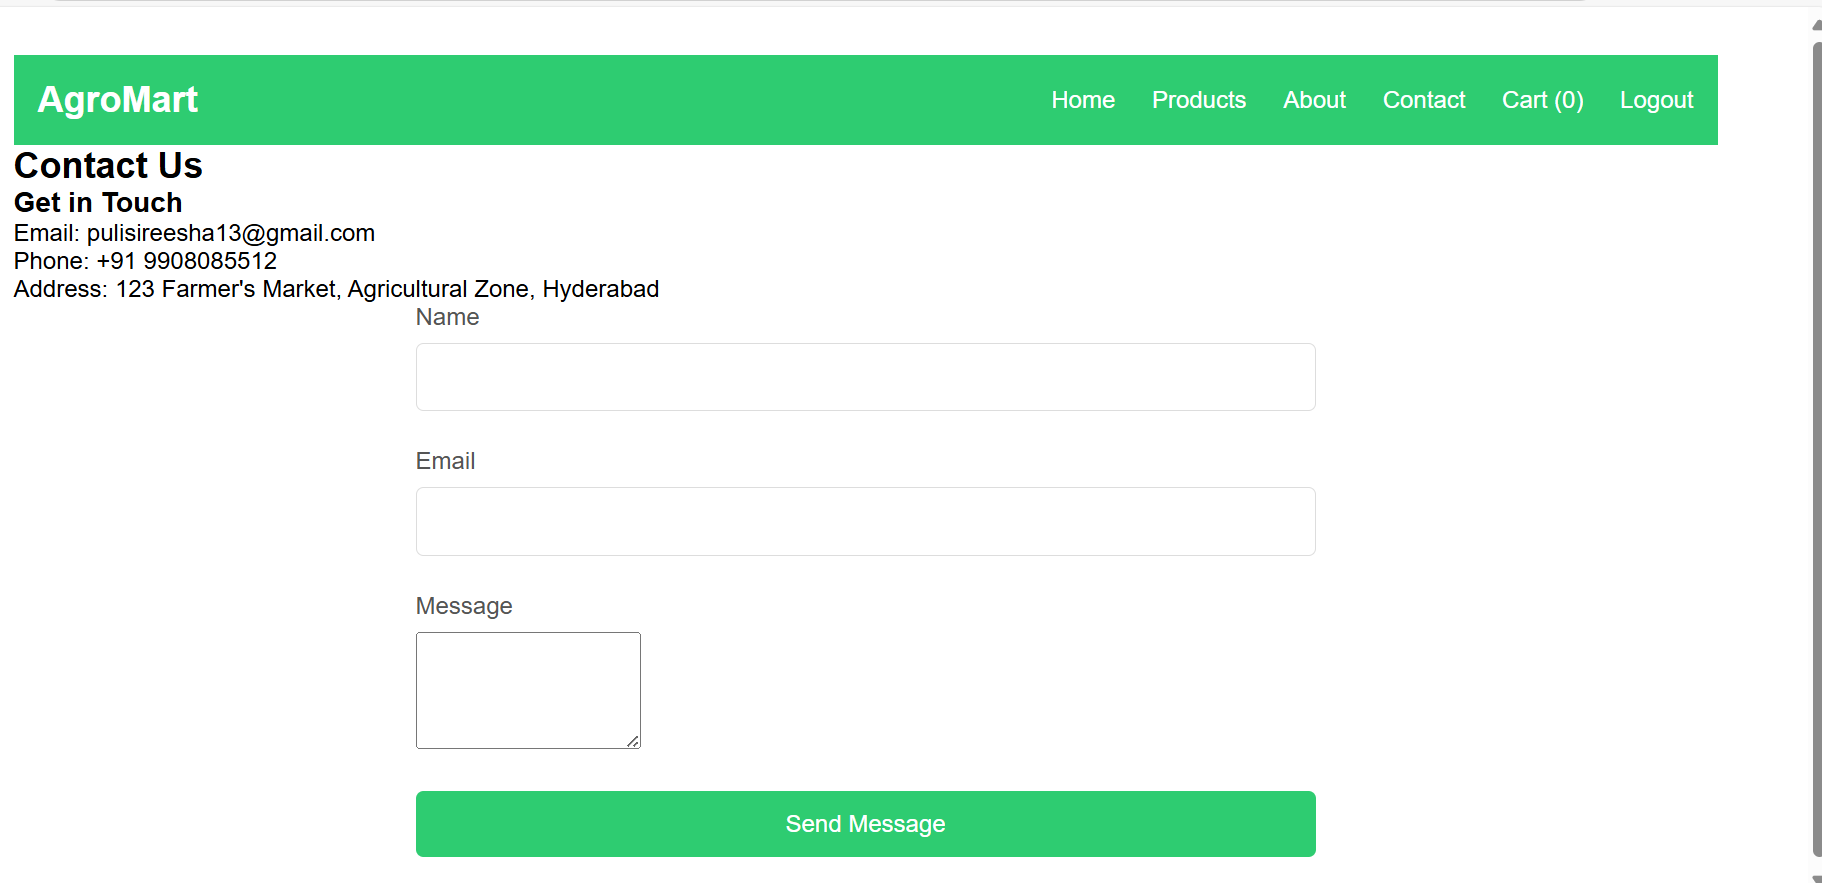 AgroMart Home Products About Contact Cart (0) Logout
Contact Us
Get in Touch
Email: pulisireesha13@gmail.com
Phone: +91 9908085512
Address: 123 Farmer's Market, Agricultural Zone, Hyderabad
Name
Email
Message
Send Message